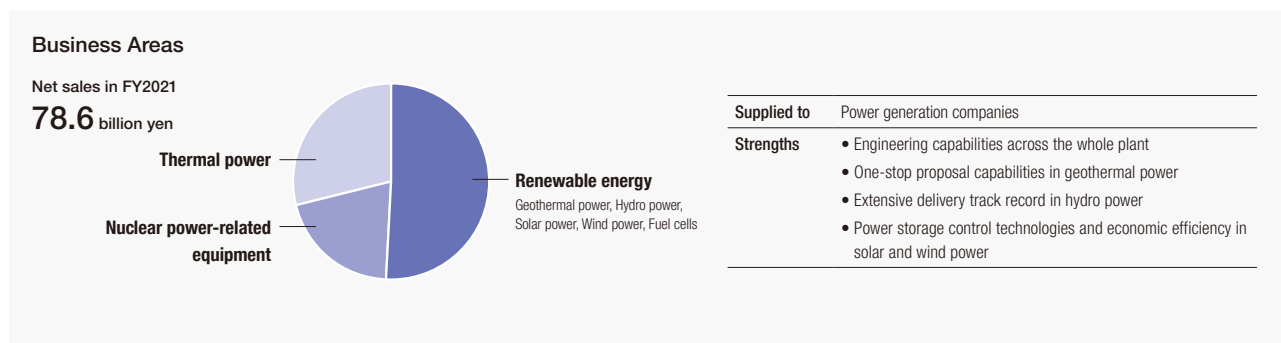 Business Areas
Net sales in FY2021
78.6 billion yen
Thermal power
Nuclear power-related
equipment
Renewable energy
Geothermal power, Hydro power,
Solar power, Wind power, Fuel cells
Supplied to Power generation companies
Strengths • Engineering capabilities across the whole plant
• One-stop proposal capabilities in geothermal power
• Extensive delivery track record in hydro power
• Power storage control technologies and economic efficiency in
solar and wind power